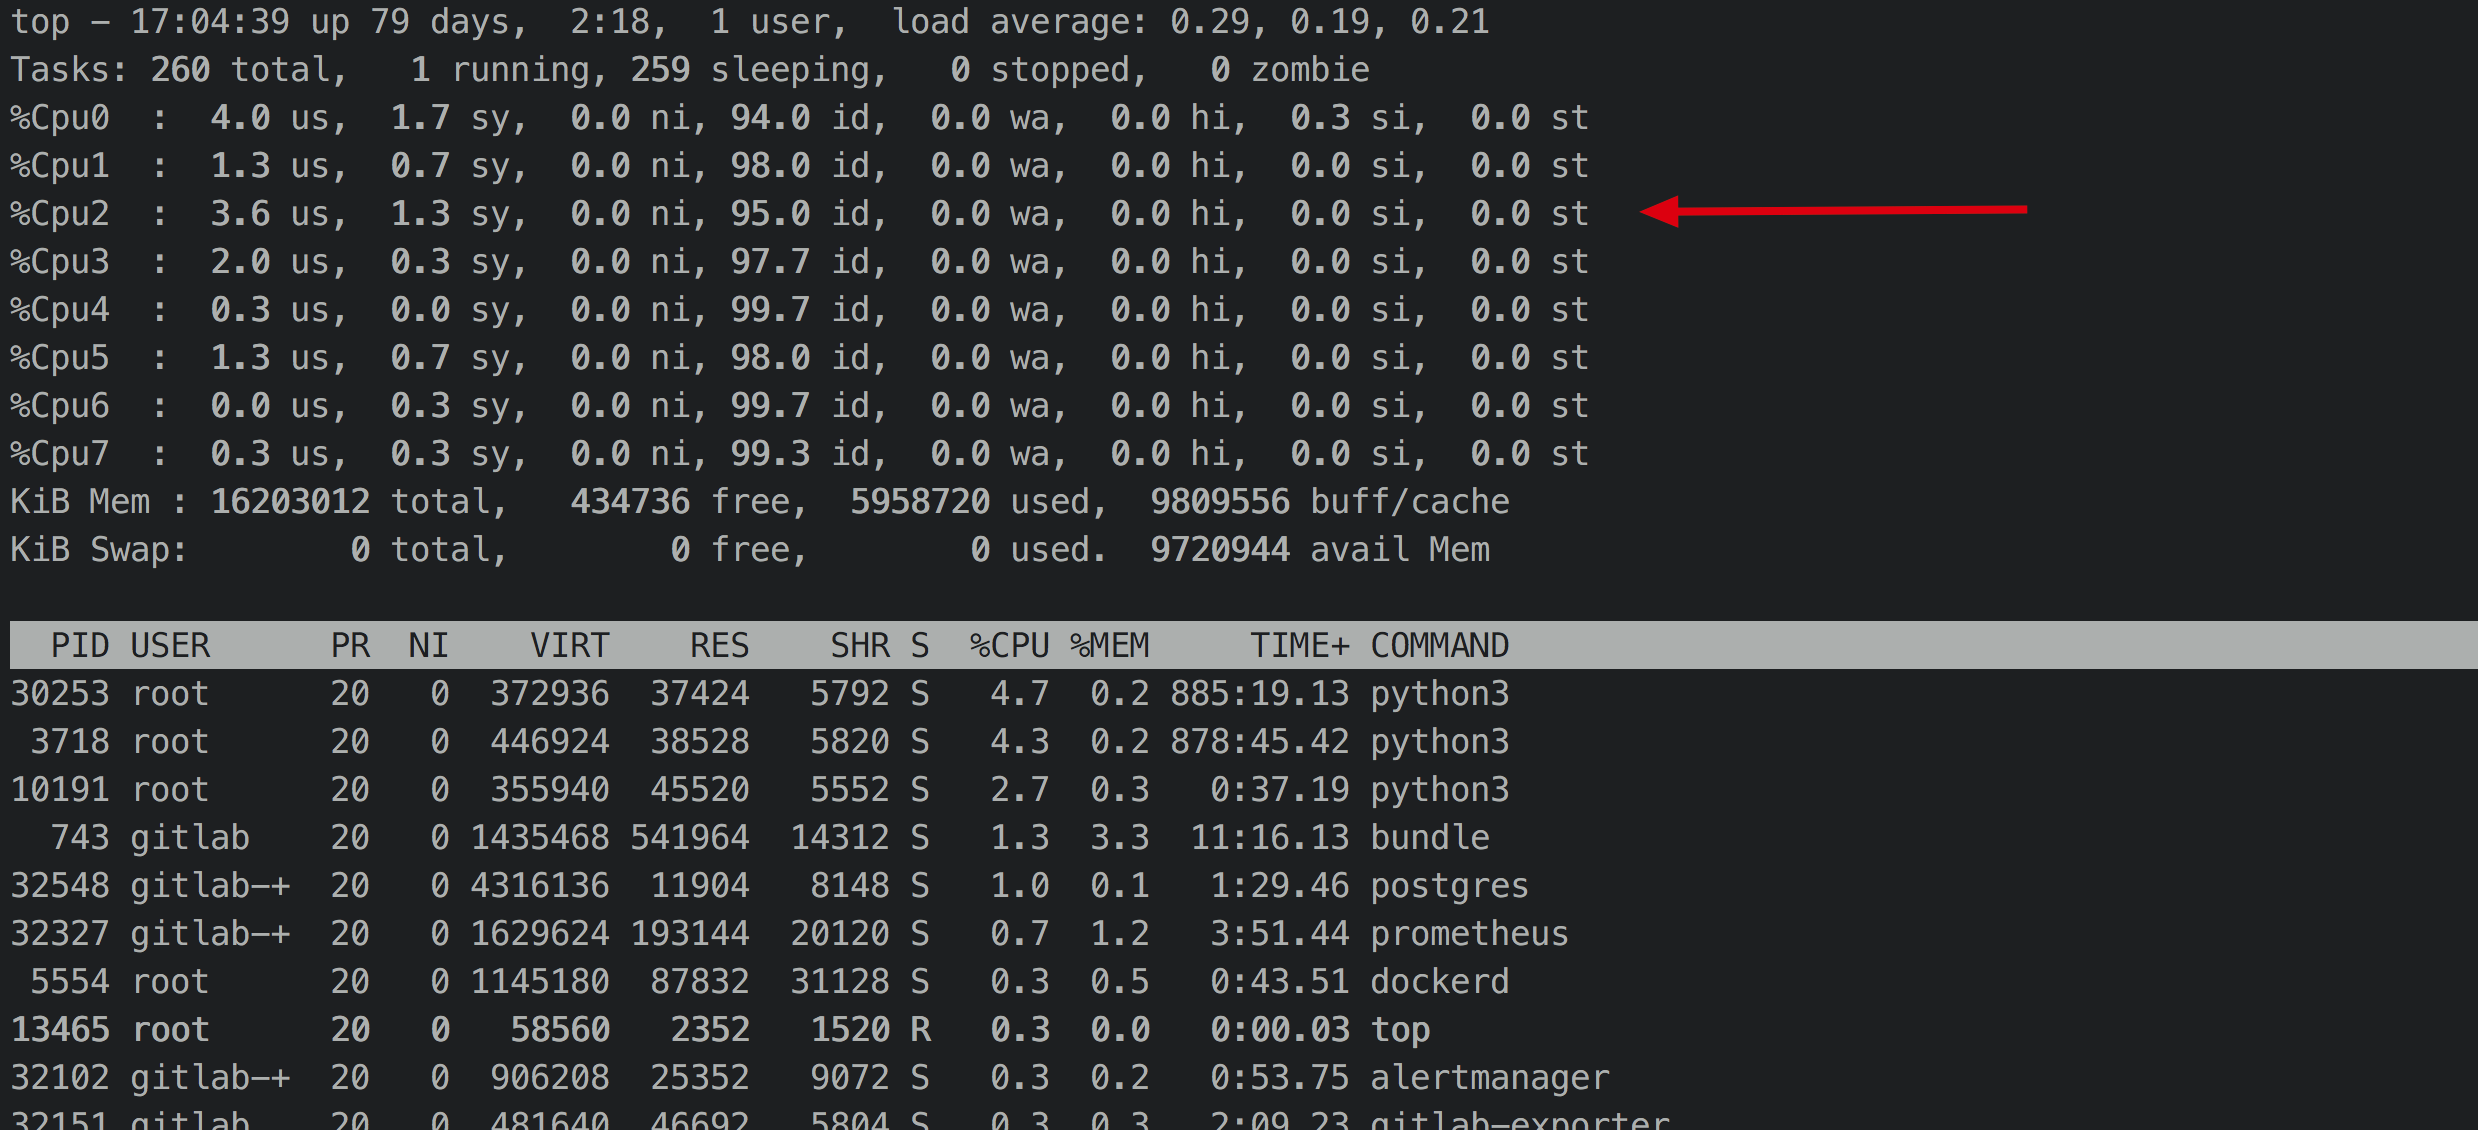 top - 17:04:39 up 79 days,  2:18,  1 user,  load average: 0.29, 0.19, 0.21
Tasks: 260 total,   1 running, 259 sleeping,   0 stopped,   0 zombie
%Cpu0  :  4.0 us,  1.7 sy,  0.0 ni, 94.0 id,  0.0 wa,  0.0 hi,  0.3 si,  0.0 st
%Cpu1  :  1.3 us,  0.7 sy,  0.0 ni, 98.0 id,  0.0 wa,  0.0 hi,  0.0 si,  0.0 st
%Cpu2  :  3.6 us,  1.3 sy,  0.0 ni, 95.0 id,  0.0 wa,  0.0 hi,  0.0 si,  0.0 st
%Cpu3  :  2.0 us,  0.3 sy,  0.0 ni, 97.7 id,  0.0 wa,  0.0 hi,  0.0 si,  0.0 st
%Cpu4  :  0.3 us,  0.0 sy,  0.0 ni, 99.7 id,  0.0 wa,  0.0 hi,  0.0 si,  0.0 st
%Cpu5  :  1.3 us,  0.7 sy,  0.0 ni, 98.0 id,  0.0 wa,  0.0 hi,  0.0 si,  0.0 st
%Cpu6  :  0.0 us,  0.3 sy,  0.0 ni, 99.7 id,  0.0 wa,  0.0 hi,  0.0 si,  0.0 st
%Cpu7  :  0.3 us,  0.3 sy,  0.0 ni, 99.3 id,  0.0 wa,  0.0 hi,  0.0 si,  0.0 st
KiB Mem : 16203012 total,   434736 free,  5958720 used,  9809556 buff/cache
KiB Swap:        0 total,        0 free,        0 used.  9720944 avail Mem
  PID USER      PR  NI    VIRT    RES    SHR S  %CPU %MEM     TIME+ COMMAND
30253 root      20   0  372936  37424   5792 S   4.7  0.2 885:19.13 python3
 3718 root      20   0  446924  38528   5820 S   4.3  0.2 878:45.42 python3
10191 root      20   0  355940  45520   5552 S   2.7  0.3   0:37.19 python3
  743 gitlab    20   0 1435468 541964  14312 S   1.3  3.3  11:16.13 bundle
32548 gitlab-+  20   0 4316136  11904   8148 S   1.0  0.1   1:29.46 postgres
32327 gitlab-+  20   0 1629624 193144  20120 S   0.7  1.2   3:51.44 prometheus
 5554 root      20   0 1145180  87832  31128 S   0.3  0.5   0:43.51 dockerd
13465 root      20   0   58560   2352   1520 R   0.3  0.0   0:00.03 top
32102 gitlab-+  20   0  906208  25352   9072 S   0.3  0.2   0:53.75 alertmanager
32151 gitlab    20   0  481640  46692   5804 S   0.3  0.3   2:09.23 gitlab-exporter